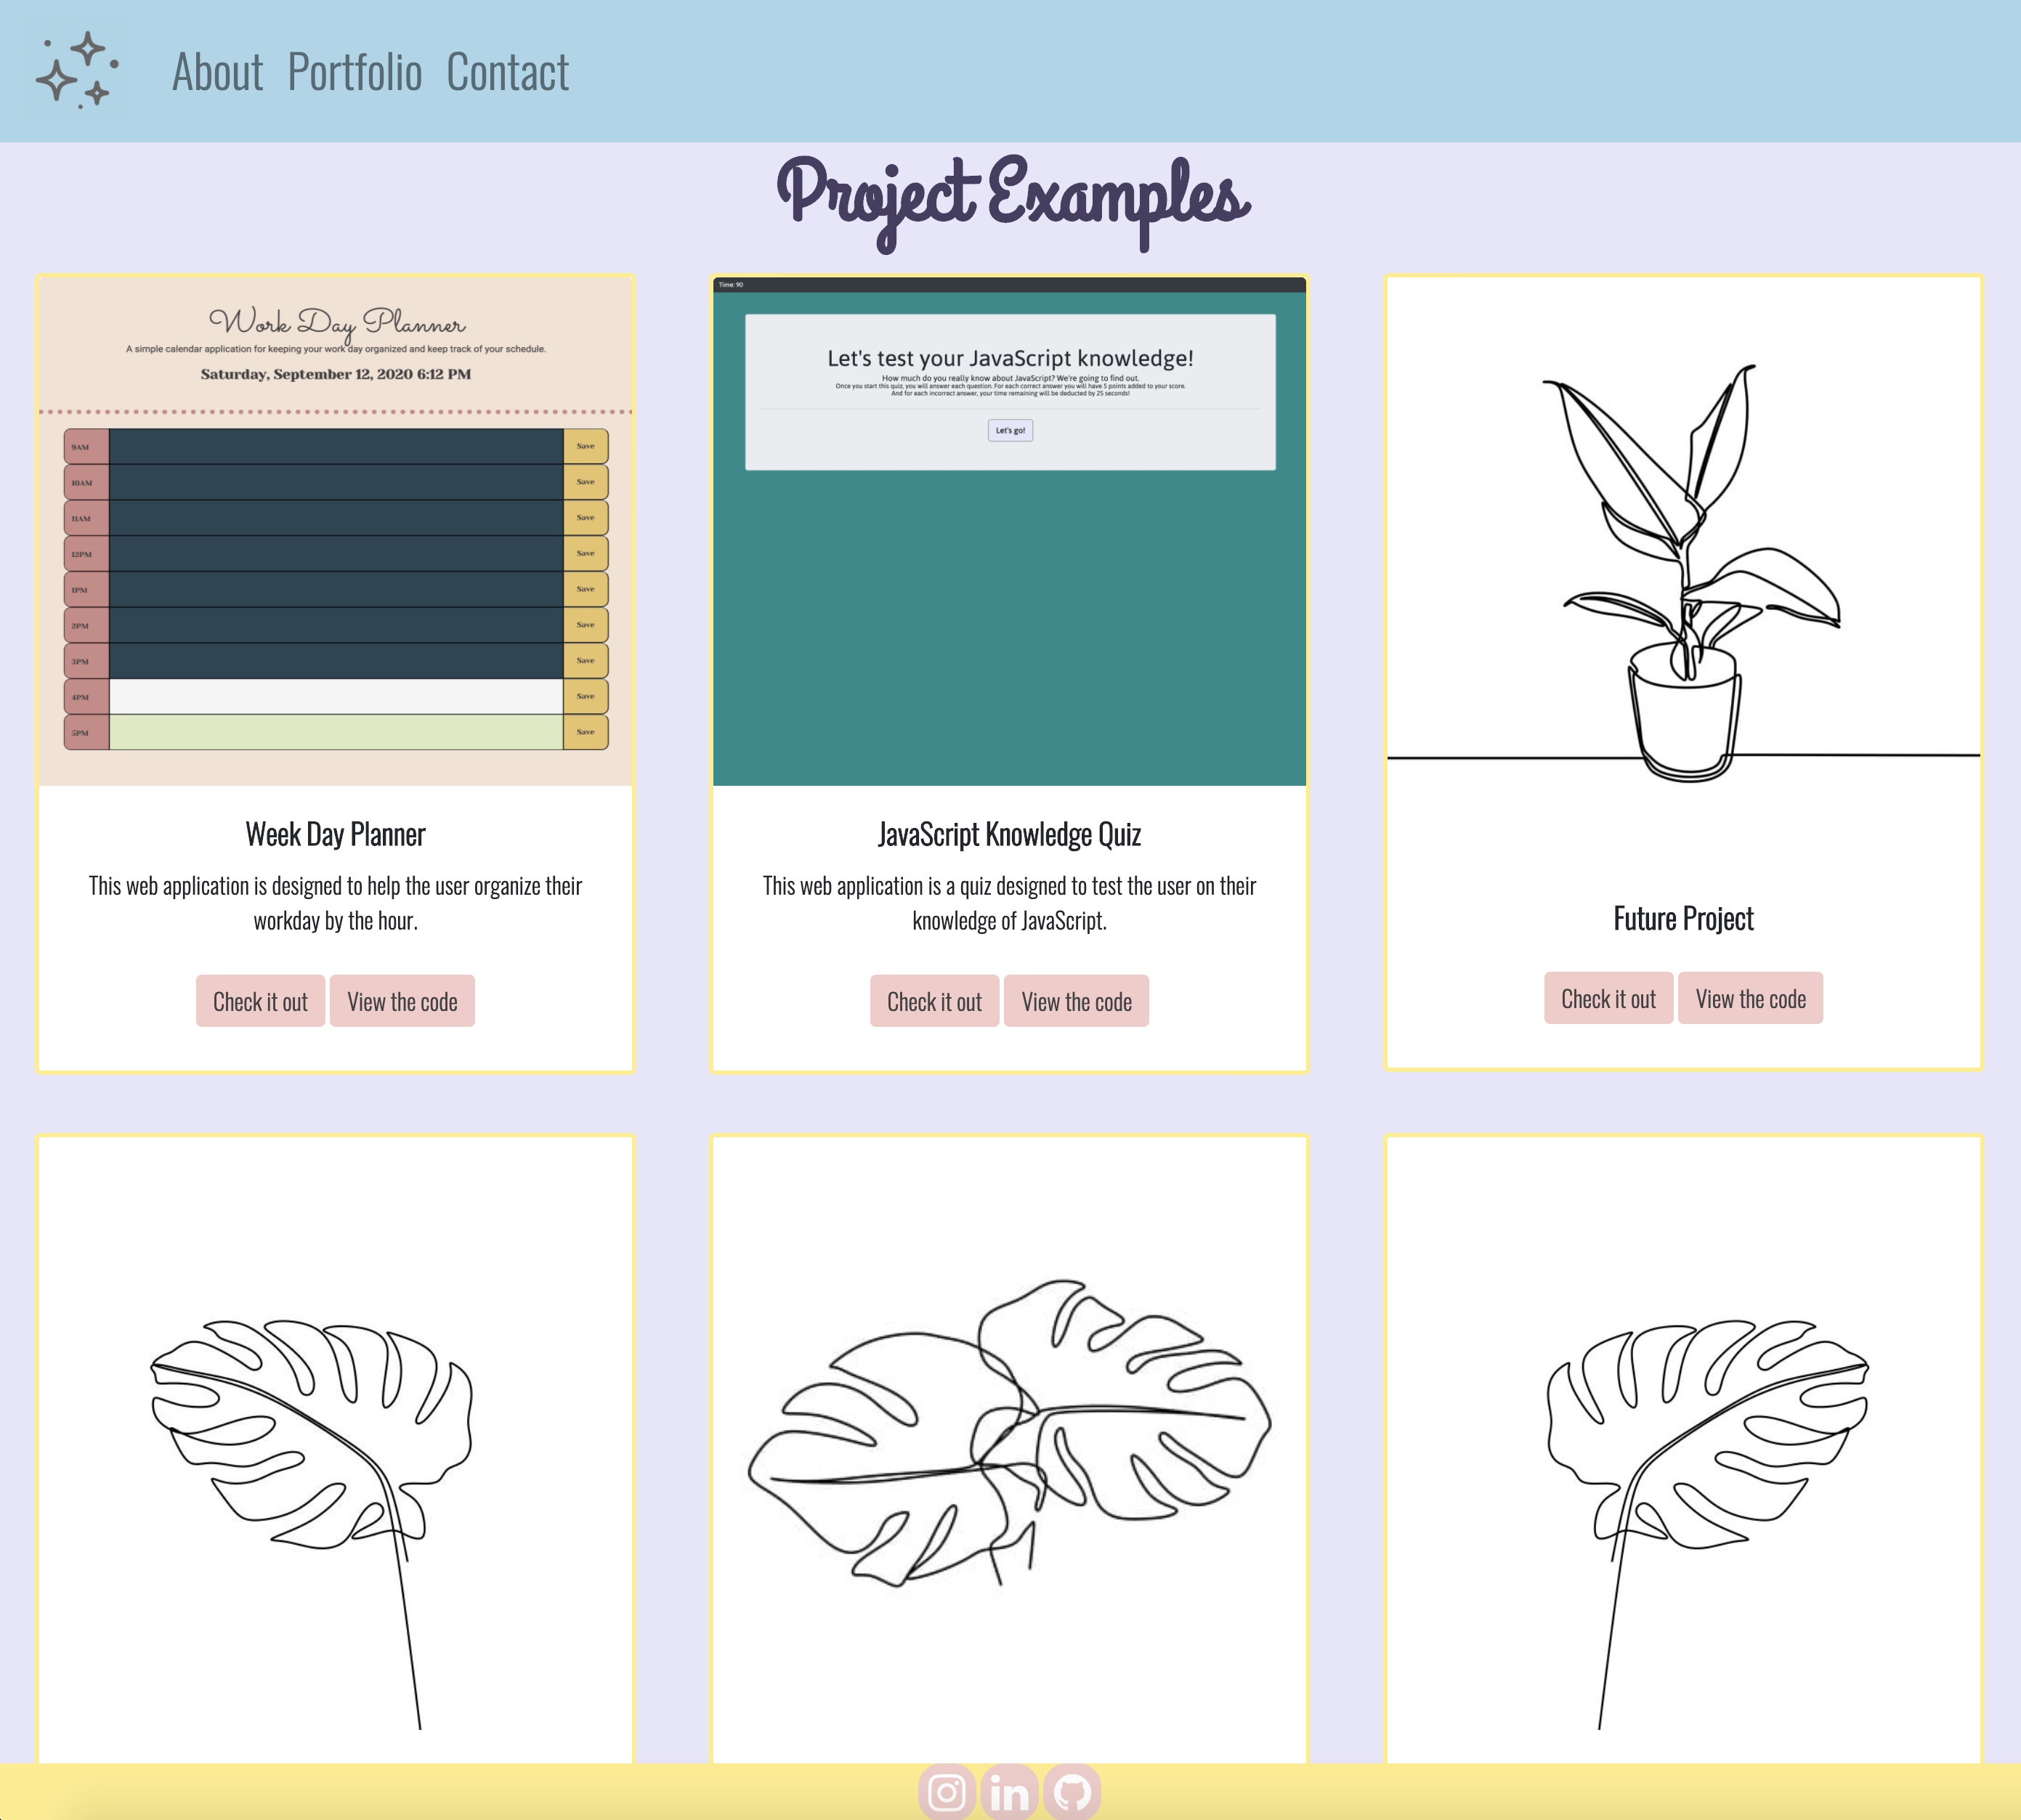 About Portfolio Contact
Project Examples
Work Day Planner
A simple calendar application for keeping your work day organized and keep track of your schedule.
Saturday, September 12, 2020 6:12 PM
9AM Save
10AM Save
11AM Save
12PM Save
1PM Save
2PM Save
3PM Save
4PM Save
5PM Save
Week Day Planner
This web application is designed to help the user organize their
workday by the hour.
Check it out View the code
Time: 90
Let's test your JavaScript knowledge!
How much do you really know about JavaScript? We're going to find out.
Once you start this quiz, you will answer each question. For each correct answer you will have 5 points added to your score.
And for each incorrect answer, your time remaining will be deducted by 25 seconds!
Let's go!
JavaScript Knowledge Quiz
This web application is a quiz designed to test the user on their
knowledge of JavaScript.
Check it out View the code
Future Project
Check it out View the code
in